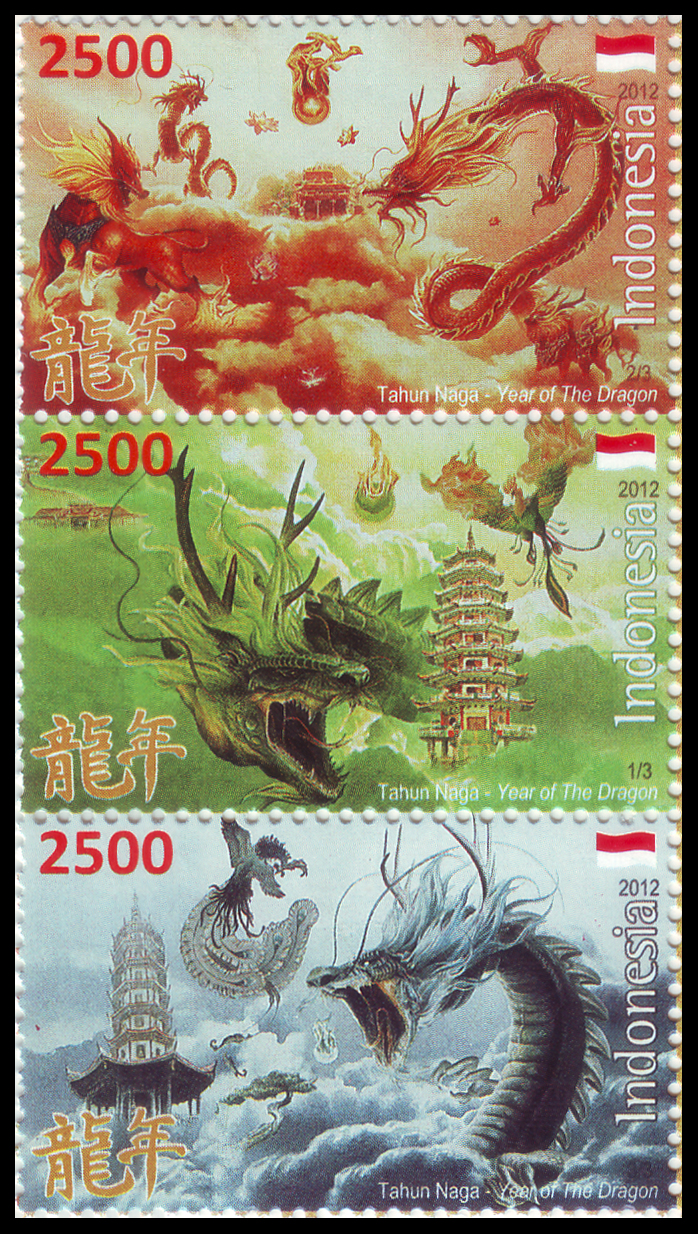 2500
2012
Indonesia
龍年
2/3
Tahun Naga - Year of The Dragon
2500
2012
Indonesia
龍年
1/3
Tahun Naga - Year of The Dragon
2500
2012
Indonesia
龍年
Tahun Naga - Year of The Dragon